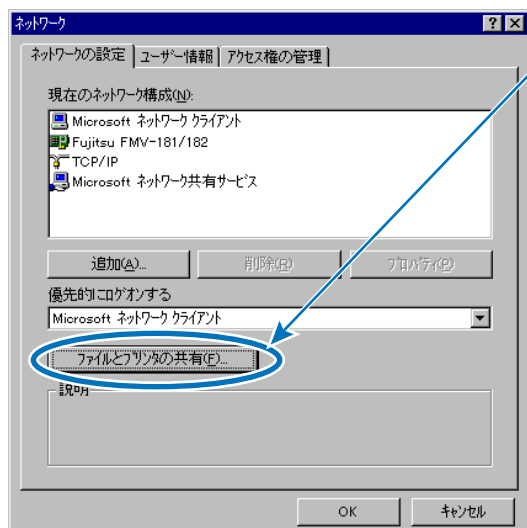 ネットワーク
ネットワークの設定 ユーザー情報 アクセス権の管理
現在のネットワーク構成(N):
Microsoft ネットワーク クライアント
Fujitsu FMV-181/182
TCP/IP
Microsoft ネットワーク共有サービス
追加(A)... 削除(R) プロパティ(P)
優先的にログオンする
Microsoft ネットワーク クライアント
ファイルとプリンタの共有(F)...
説明
OK キャンセル